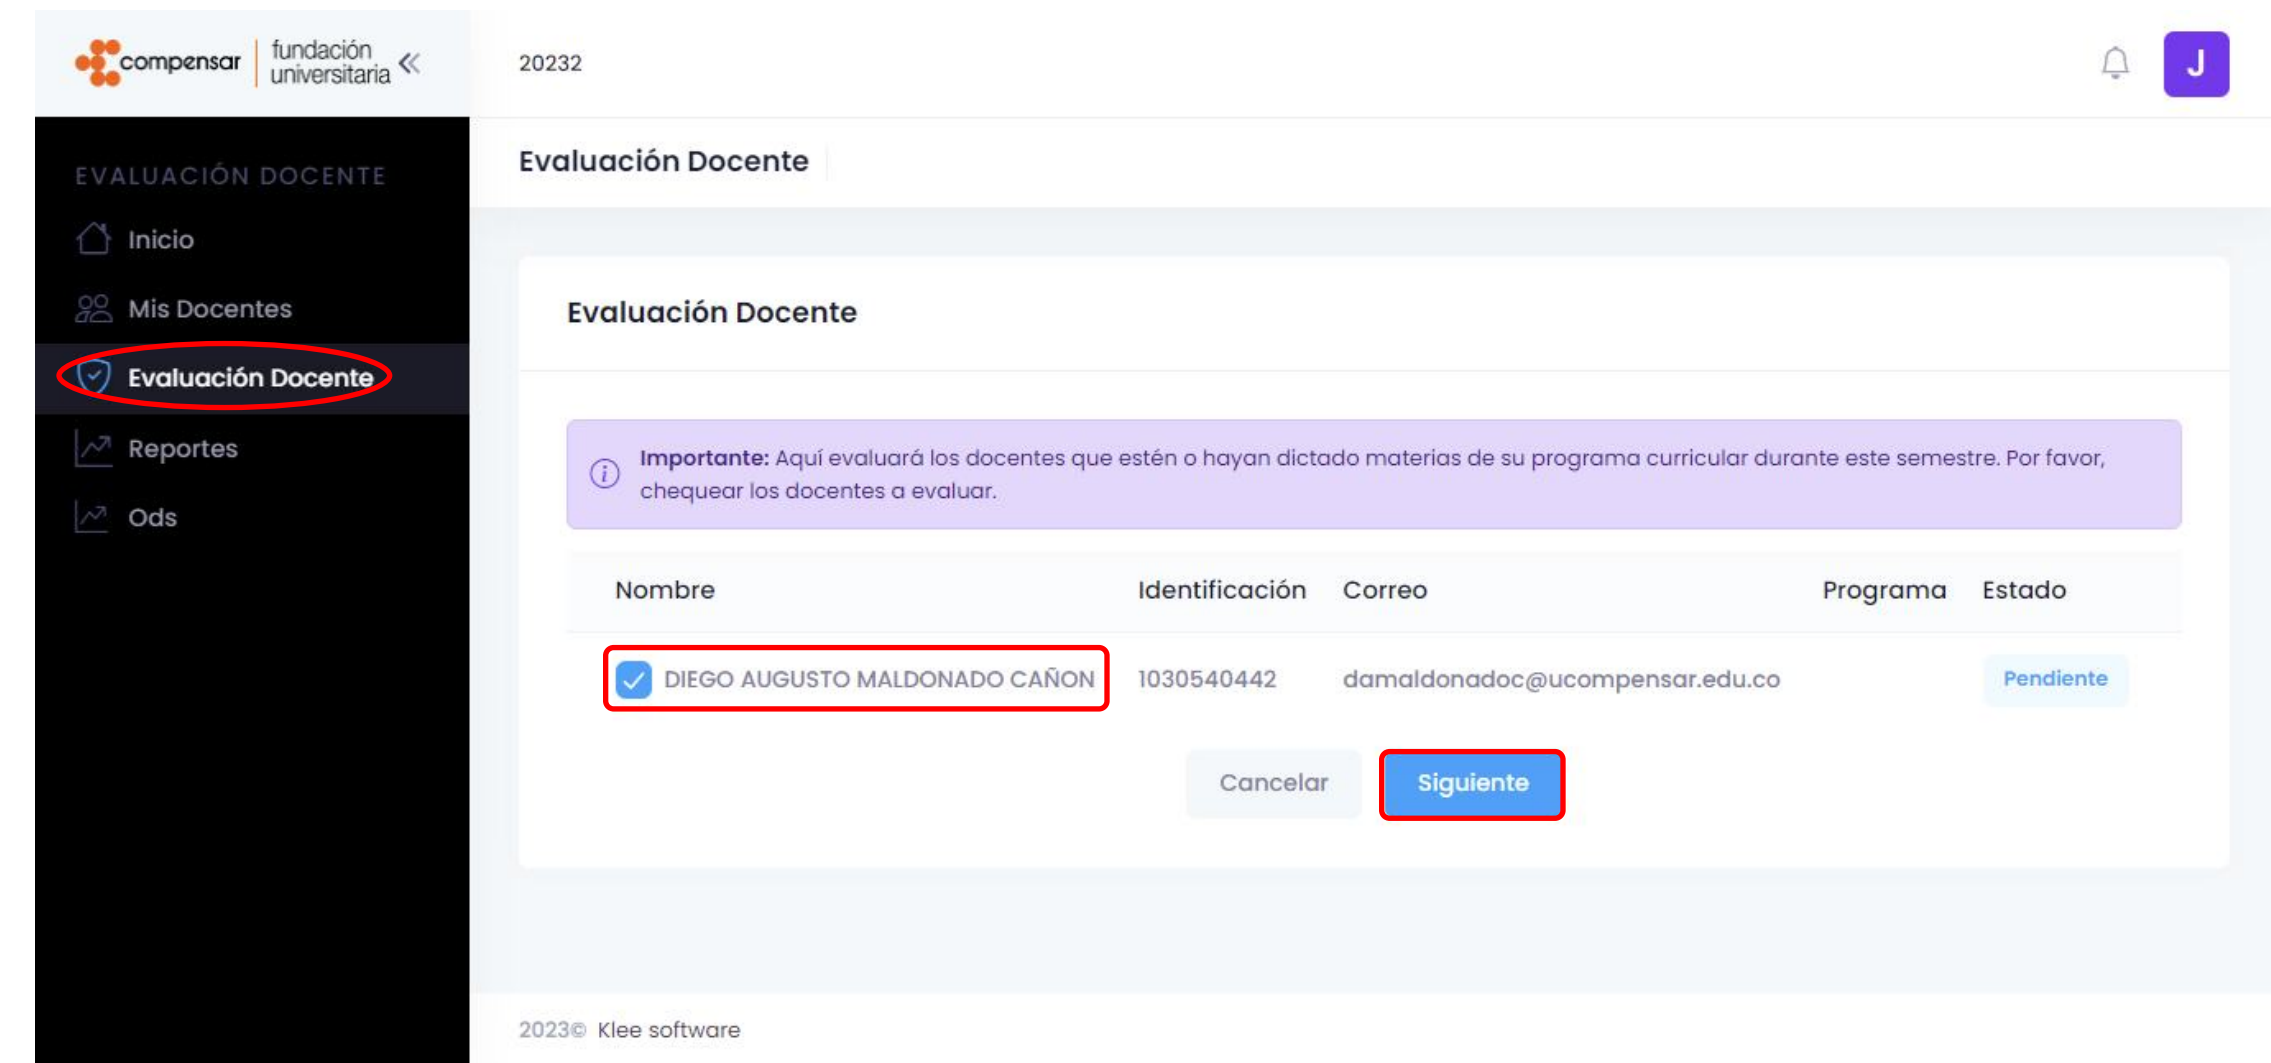 compensar
fundación
universitaria
20232
J
EVALUACIÓN DOCENTE
Inicio
Mis Docentes
Evaluación Docente
Reportes
Ods
Evaluación Docente
Evaluación Docente
Importante: Aquí evaluará los docentes que estén o hayan dictado materias de su programa curricular durante este semestre. Por favor,
chequear los docentes a evaluar.
Nombre Identificación Correo Programa Estado
DIEGO AUGUSTO MALDONADO CAÑON 1030540442 damaldonadoc@ucompensar.edu.co Pendiente
Cancelar Siguiente
2023© Klee software